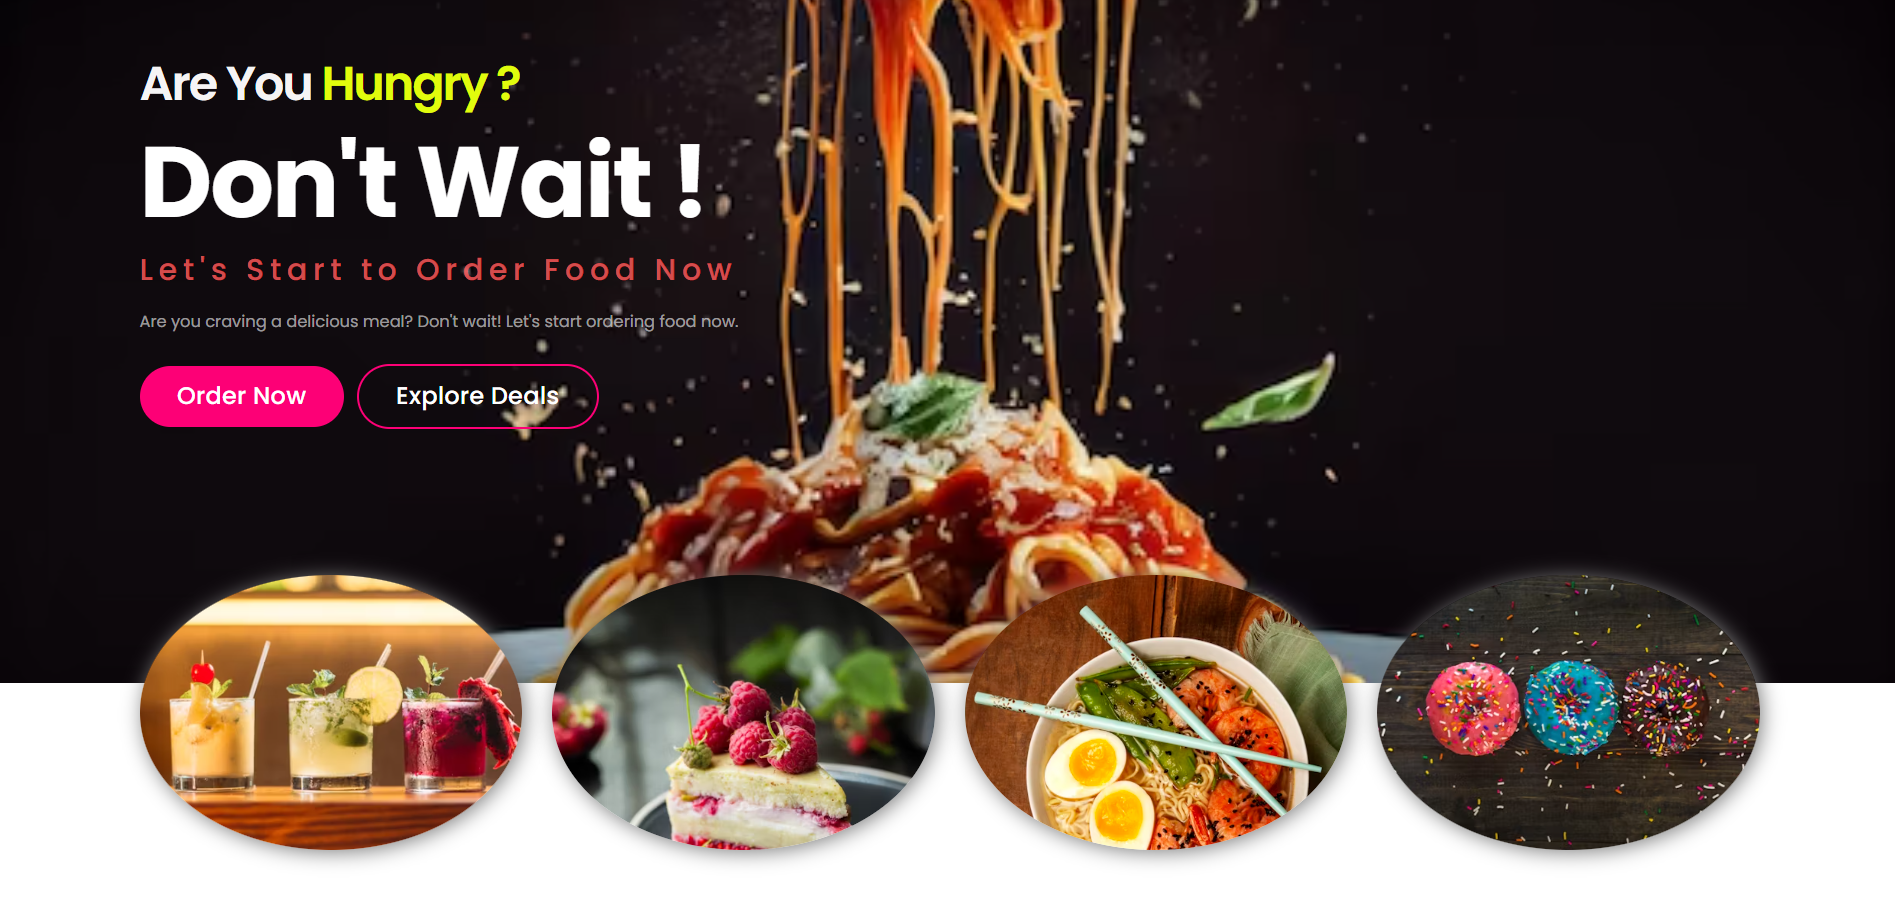 Are You Hungry ?
Don't Wait !
Let's Start to Order Food Now
Are you craving a delicious meal? Don't wait! Let's start ordering food now.
Order Now
Explore Deals